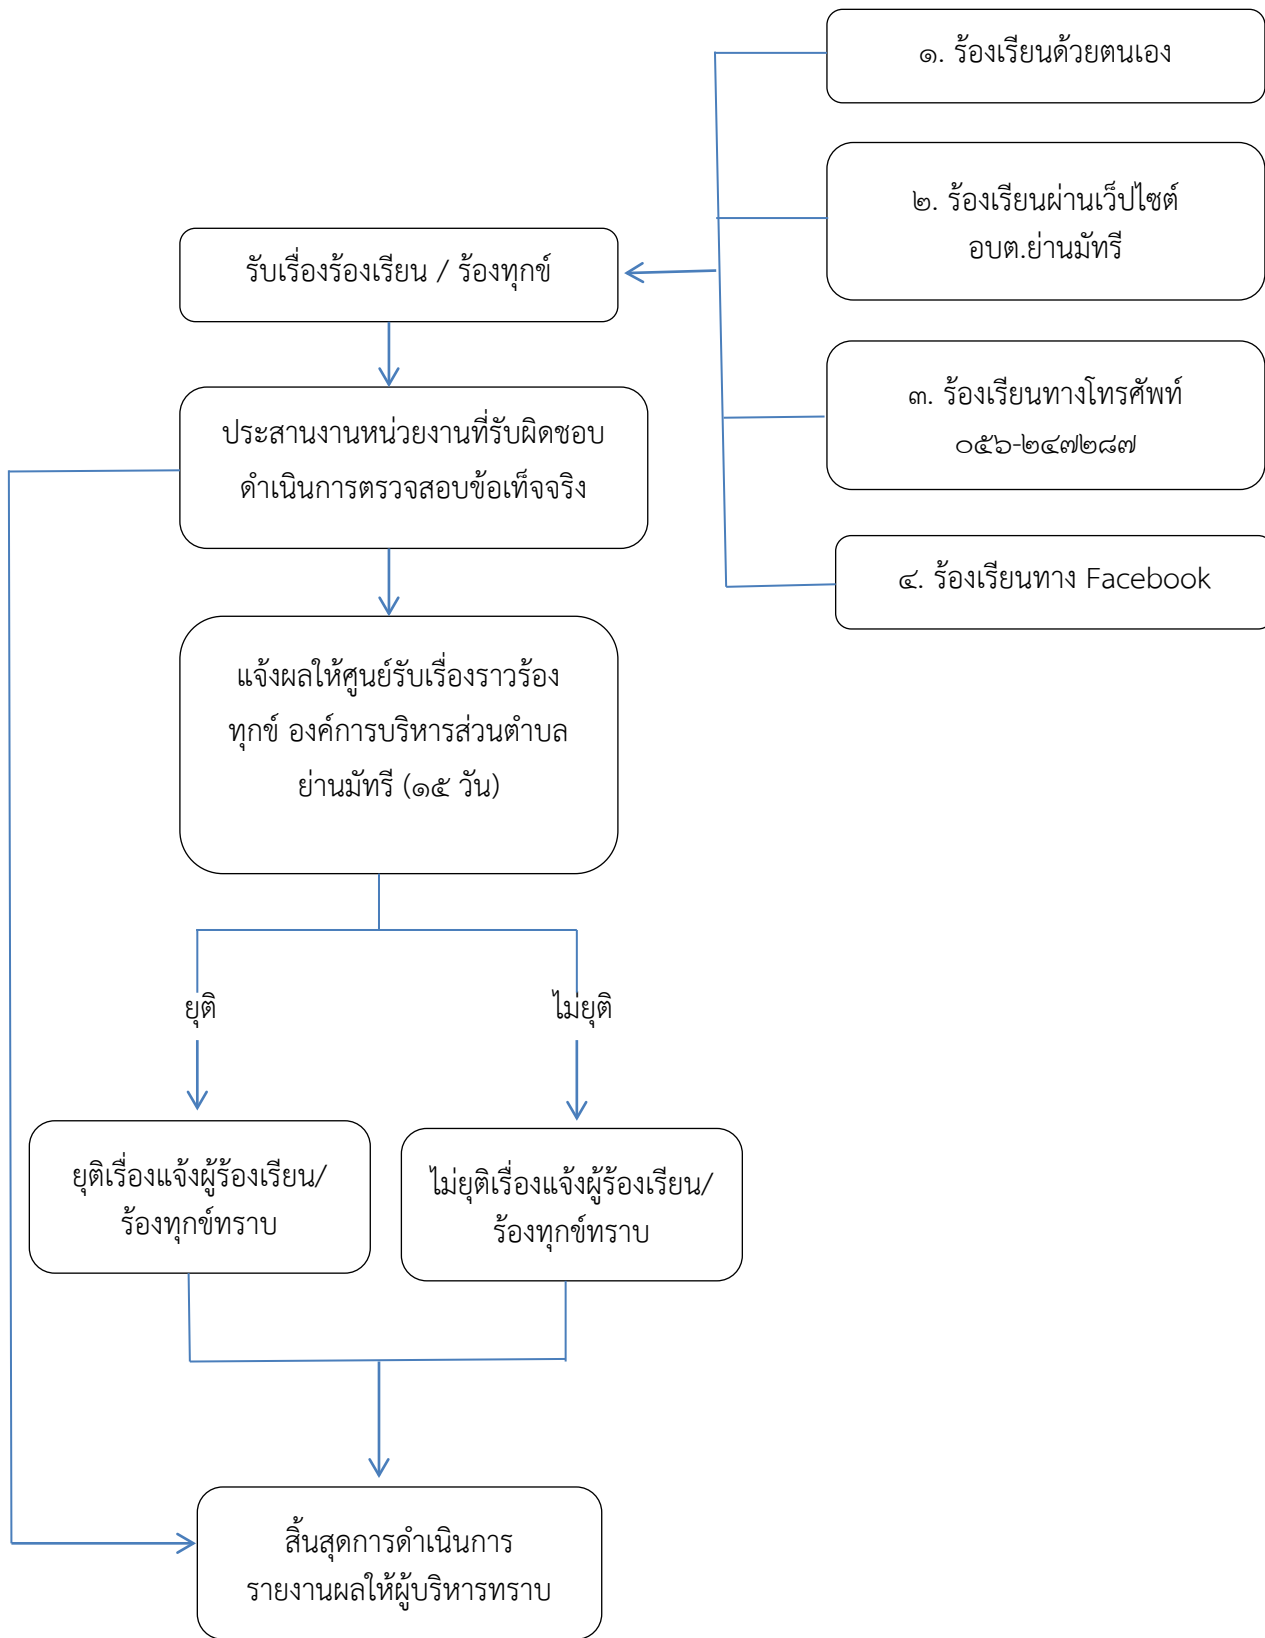 ๑. ร้องเรียนด้วยตนเอง
๒. ร้องเรียนผ่านเว็ปไซต์
อบต.ย่านมัทรี
รับเรื่องร้องเรียน / ร้องทุกข์
๓. ร้องเรียนทางโทรศัพท์
๐๕๖-๒๔๗๒๘๗
ประสานงานหน่วยงานที่รับผิดชอบ
ดำเนินการตรวจสอบข้อเท็จจริง
๔. ร้องเรียนทาง Facebook
แจ้งผลให้ศูนย์รับเรื่องราวร้อง
ทุกข์ องค์การบริหารส่วนตำบล
ย่านมัทรี (๑๕ วัน)
ยุติ
ไม่ยุติ
ยุติเรื่องแจ้งผู้ร้องเรียน/
ร้องทุกข์ทราบ
ไม่ยุติเรื่องแจ้งผู้ร้องเรียน/
ร้องทุกข์ทราบ
สิ้นสุดการดำเนินการ
รายงานผลให้ผู้บริหารทราบ